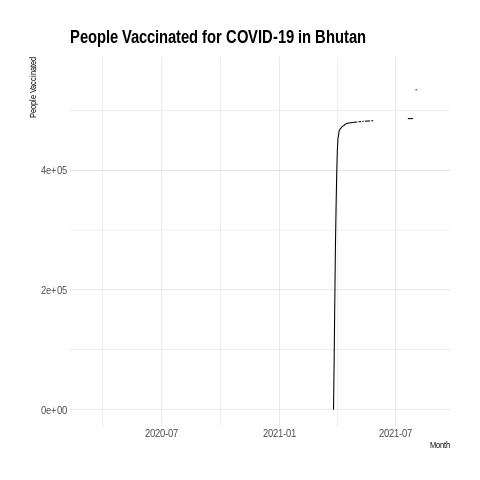 People Vaccinated for COVID-19 in Bhutan
People Vaccinated
4e+05
2e+05
0e+00
2020-07
2021-01
2021-07
Month